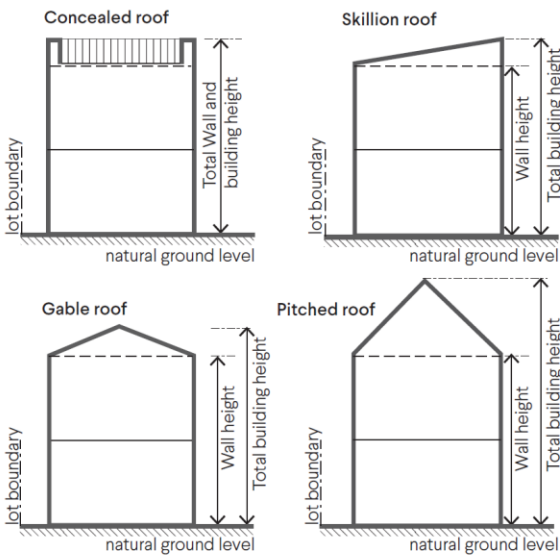 Concealed roof
lot boundary
Total Wall and
building height
natural ground level
Skillion roof
lot boundary
Wall height
Total building height
natural ground level
Gable roof
lot boundary
Wall height
Total building height
natural ground level
Pitched roof
lot boundary
Wall height
Total building height
natural ground level